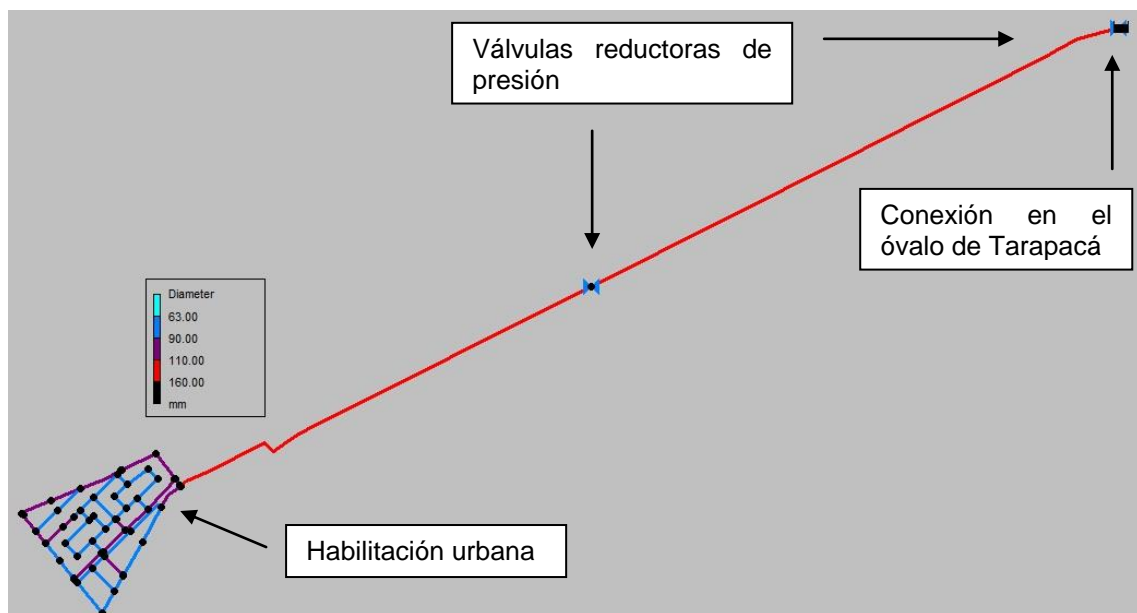 Válvulas reductoras de
presión
Conexión en el
óvalo de Tarapacá
Diameter
63.00
90.00
110.00
160.00
mm
Habilitación urbana